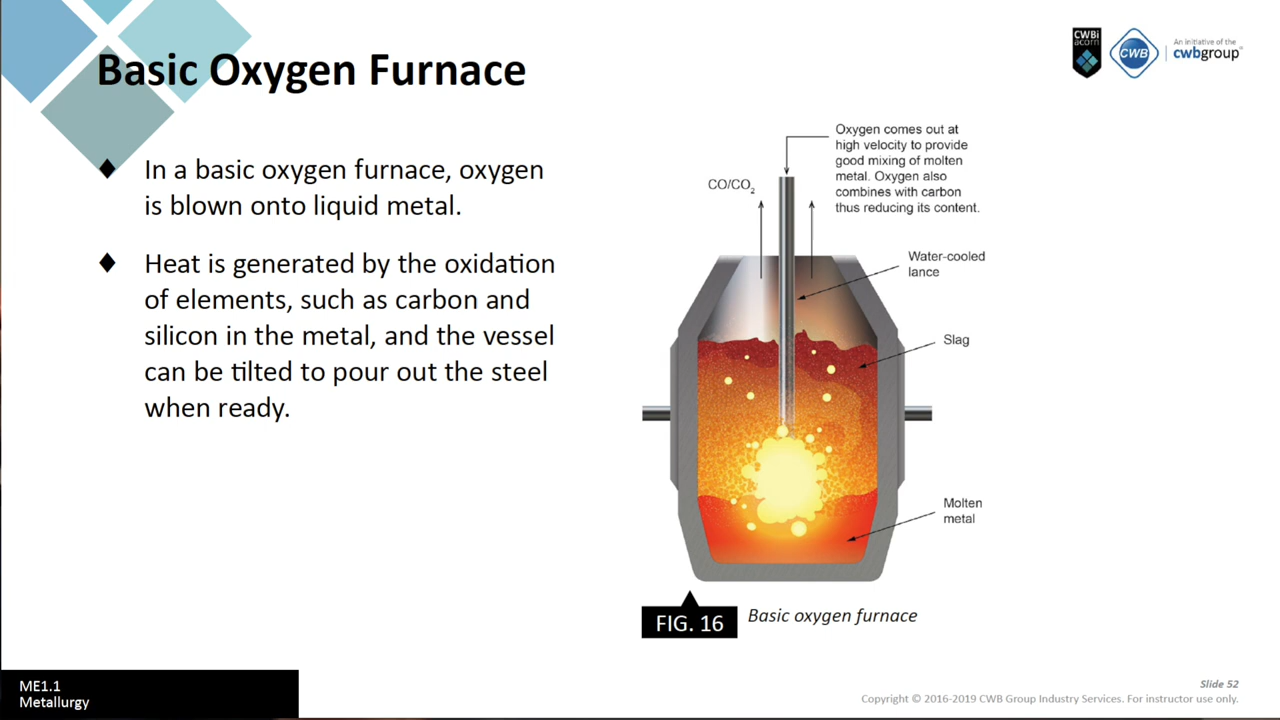 Basic Oxygen Furnace
CWBi
acorn
CWB
An initiative of the
cwbgroup
♦ In a basic oxygen furnace, oxygen
is blown onto liquid metal.
♦ Heat is generated by the oxidation
of elements, such as carbon and
silicon in the metal, and the vessel
can be tilted to pour out the steel
when ready.
Oxygen comes out at
high velocity to provide
good mixing of molten
metal. Oxygen also
combines with carbon
thus reducing its content.
CO/CO₂
Water-cooled
lance
Slag
Molten
metal
FIG. 16
Basic oxygen furnace
ME1.1
Metallurgy
Slide 52
Copyright © 2016-2019 CWB Group Industry Services. For instructor use only.